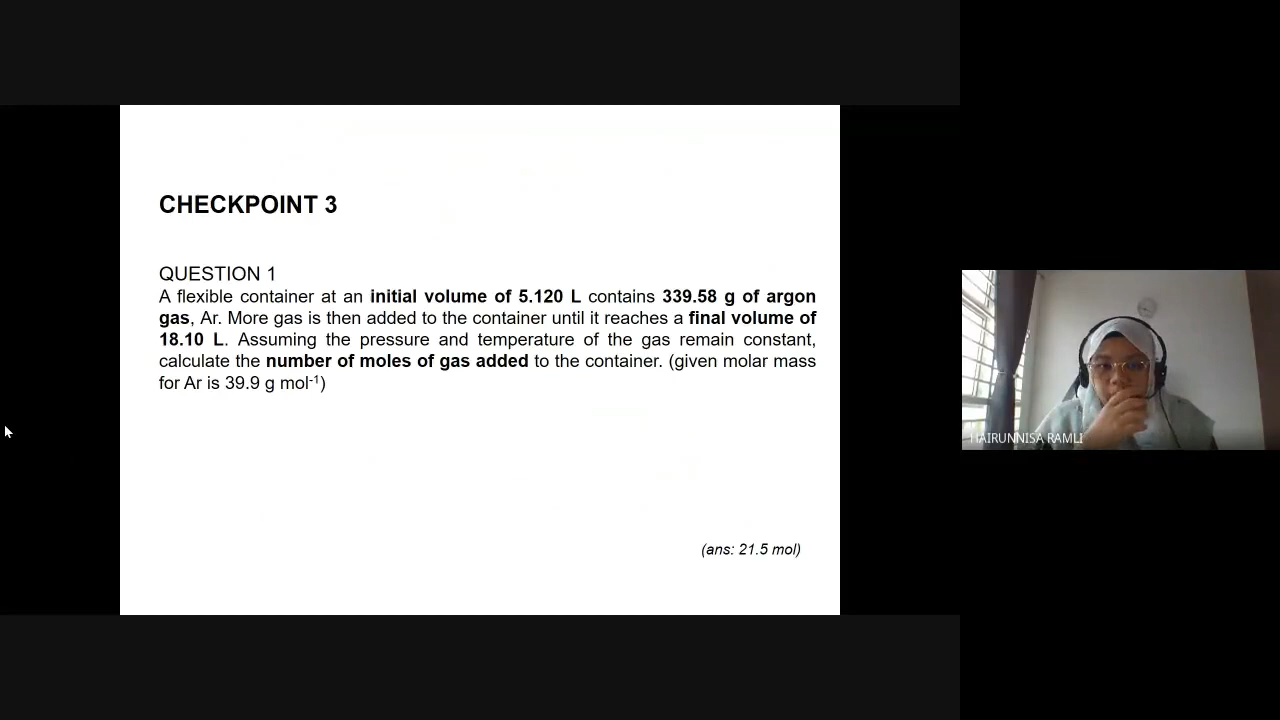 CHECKPOINT 3
QUESTION 1
A flexible container at an initial volume of 5.120 L contains 339.58 g of argon
gas, Ar. More gas is then added to the container until it reaches a final volume of
18.10 L. Assuming the pressure and temperature of the gas remain constant,
calculate the number of moles of gas added to the container. (given molar mass
for Ar is 39.9 g mol⁻¹)
(ans: 21.5 mol)
HAIRUNNISA RAMLI